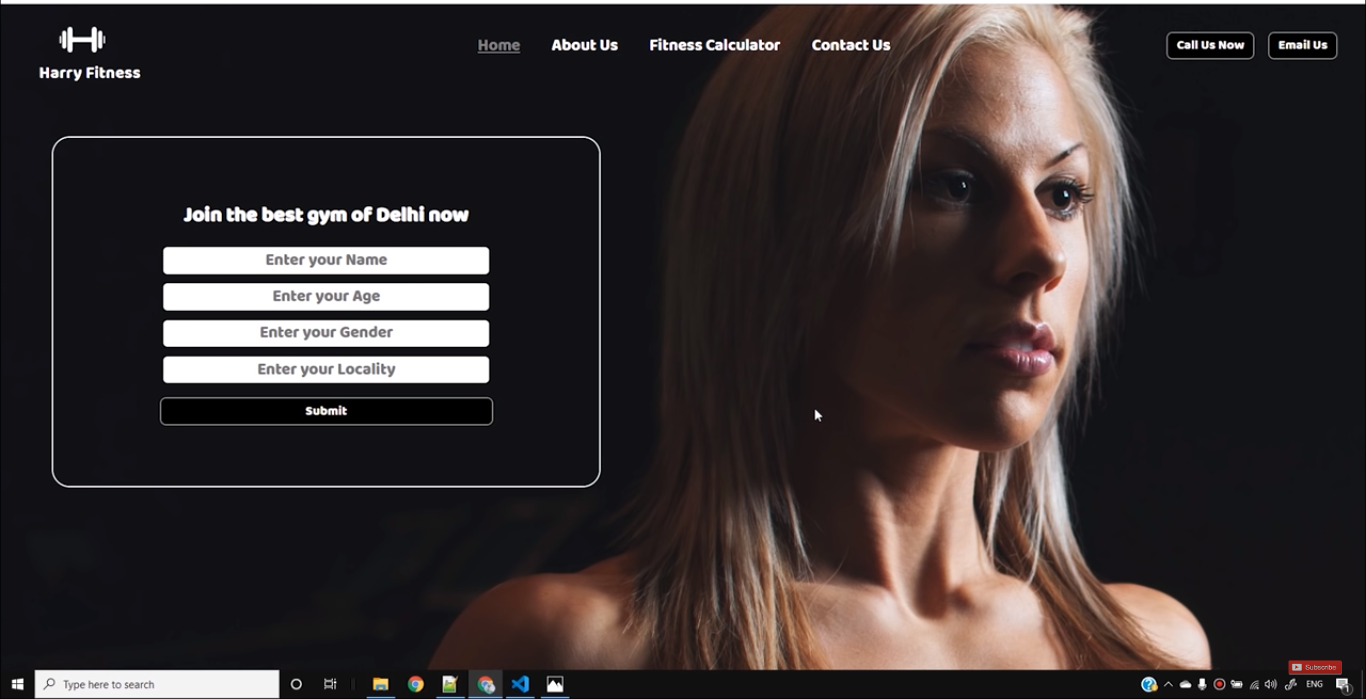 Home
About Us
Fitness Calculator
Contact Us
Call Us Now
Email Us
Harry Fitness
Join the best gym of Delhi now
Enter your Name
Enter your Age
Enter your Gender
Enter your Locality
Submit
Subscribe
Type here to search
ENG